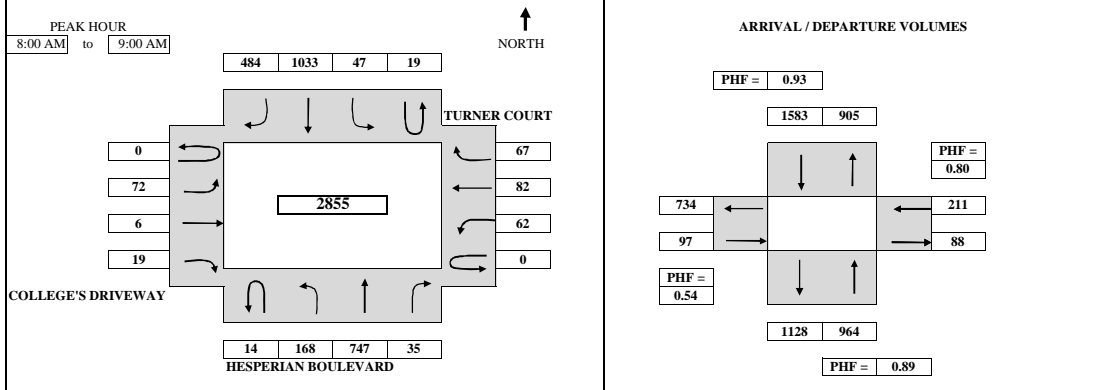 PEAK HOUR
8:00 AM to 9:00 AM
NORTH
484 1033 47 19
TURNER COURT
0 67
72 82
2855
6 62
19 0
COLLEGE'S DRIVEWAY
14 168 747 35
HESPERIAN BOULEVARD
ARRIVAL / DEPARTURE VOLUMES
PHF = 0.93
1583 905
PHF =
0.80
734 211
97 88
PHF =
0.54
1128 964
PHF = 0.89